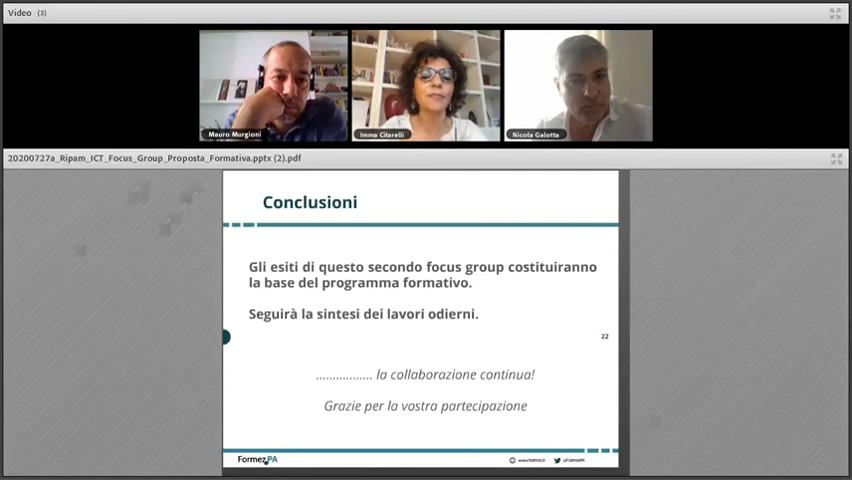 Video (3)
Mauro Murgioni
Imma Citarelli
Nicola Galotta
20200727a_Ripam_ICT_Focus_Group_Proposta_Formativa.pptx (2).pdf
Conclusioni
Gli esiti di questo secondo focus group costituiranno
la base del programma formativo.
Seguirà la sintesi dei lavori odierni.
22
................. la collaborazione continua!
Grazie per la vostra partecipazione
FormezPA
www.formez.it
@FormezPA